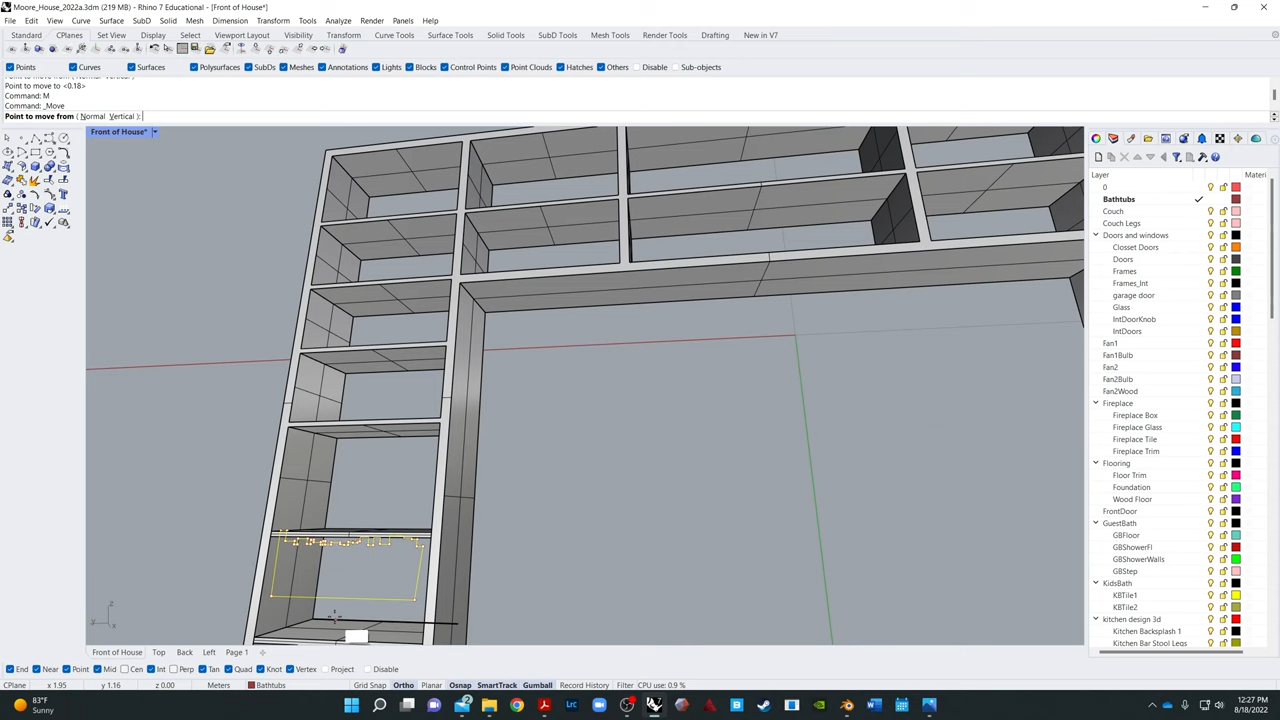 Moore_House_2022a.3dm (219 MB) - Rhino 7 Educational - [Front of House*]
File Edit View Curve Surface SubD Solid Mesh Dimension Transform Tools Analyze Render Panels Help
Standard CPlanes Set View Display Select Viewport Layout Visibility Transform Curve Tools Surface Tools Solid Tools SubD Tools Mesh Tools Render Tools Drafting New in V7
Points Curves Surfaces Polysurfaces SubDs Meshes Annotations Lights Blocks Control Points Point Clouds Hatches Others Disable Sub-objects
Point to move to <0.18>
Command: M
Command: _Move
Point to move from ( Normal Vertical ):
Front of House*
Layer Materi
0
Bathtubs
Couch
Couch Legs
Doors and windows
Closset Doors
Doors
Frames
Frames_Int
garage door
Glass
IntDoorKnob
IntDoors
Fan1
Fan1Bulb
Fan2
Fan2Bulb
Fan2Wood
Fireplace
Fireplace Box
Fireplace Glass
Fireplace Tile
Fireplace Trim
Flooring
Floor Trim
Foundation
Wood Floor
FrontDoor
GuestBath
GBFloor
GBShowerFl
GBShowerWalls
GBStep
KidsBath
KBTile1
KBTile2
kitchen design 3d
Kitchen Backsplash 1
Kitchen Bar Stool Legs
z
y x
Front of House Top Back Left Page 1
End Near Point Mid Cen Int Perp Tan Quad Knot Vertex Project Disable
CPlane x 1.95 y 1.16 z 0.00 Meters Bathtubs Grid Snap Ortho Planar Osnap SmartTrack Gumball Record History Filter CPU use: 0.9 %
83°F
Sunny
12:27 PM
8/18/2022